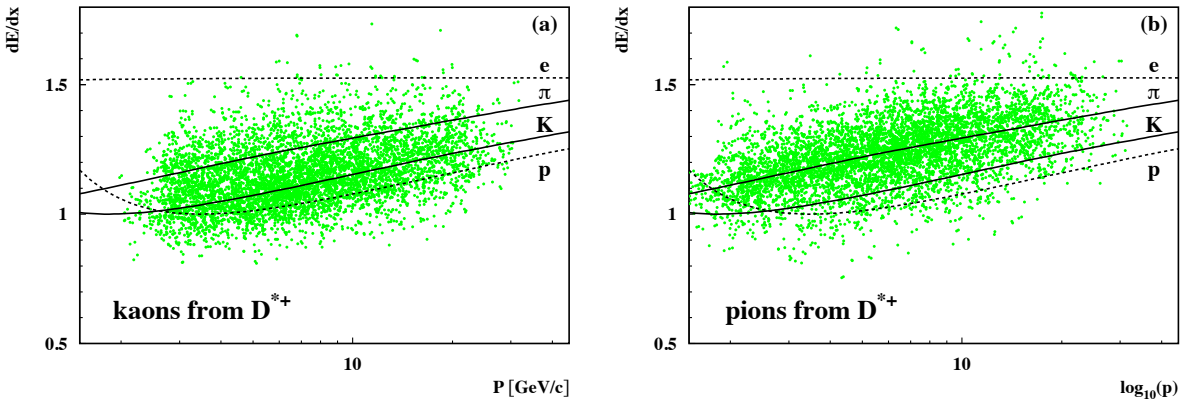 dE/dx
(a)
1.5
e
π
K
p
1
kaons from D*+
0.5
10
P [GeV/c]
dE/dx
(b)
1.5
e
π
K
p
1
pions from D*+
0.5
10
log10(p)